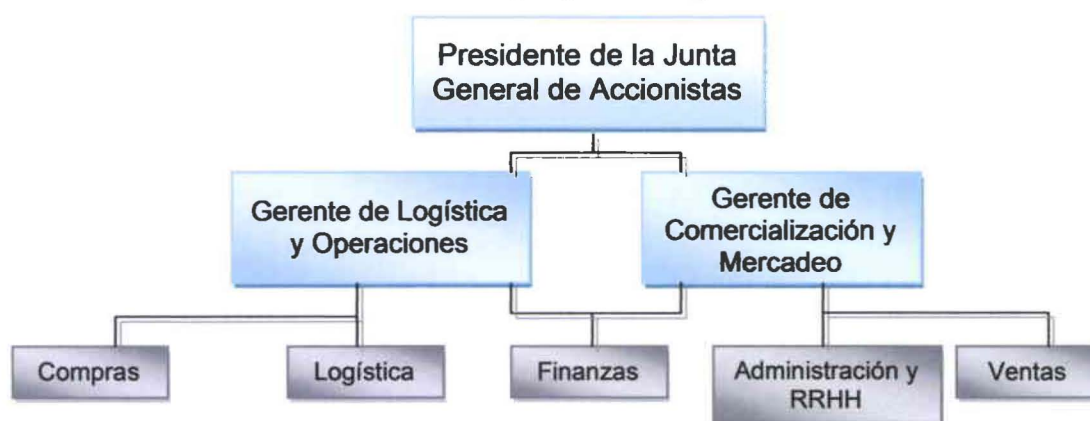 Presidente de la Junta
General de Accionistas
Gerente de Logística
y Operaciones
Gerente de
Comercialización y
Mercadeo
Compras
Logística
Finanzas
Administración y
RRHH
Ventas